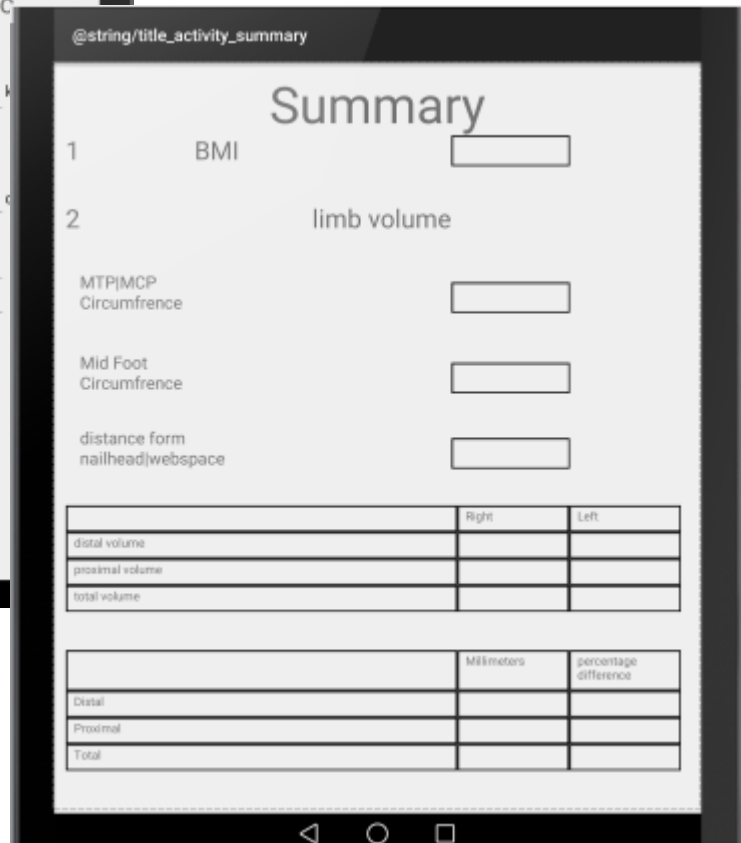 @string/title_activity_summary
Summary
1 BMI
2 limb volume
MTP|MCP
Circumfrence
Mid Foot
Circumfrence
distance form
nailhead|webspace
Right Left
distal volume
proximal volume
total volume
Millimeters percentage
difference
Distal
Proximal
Total